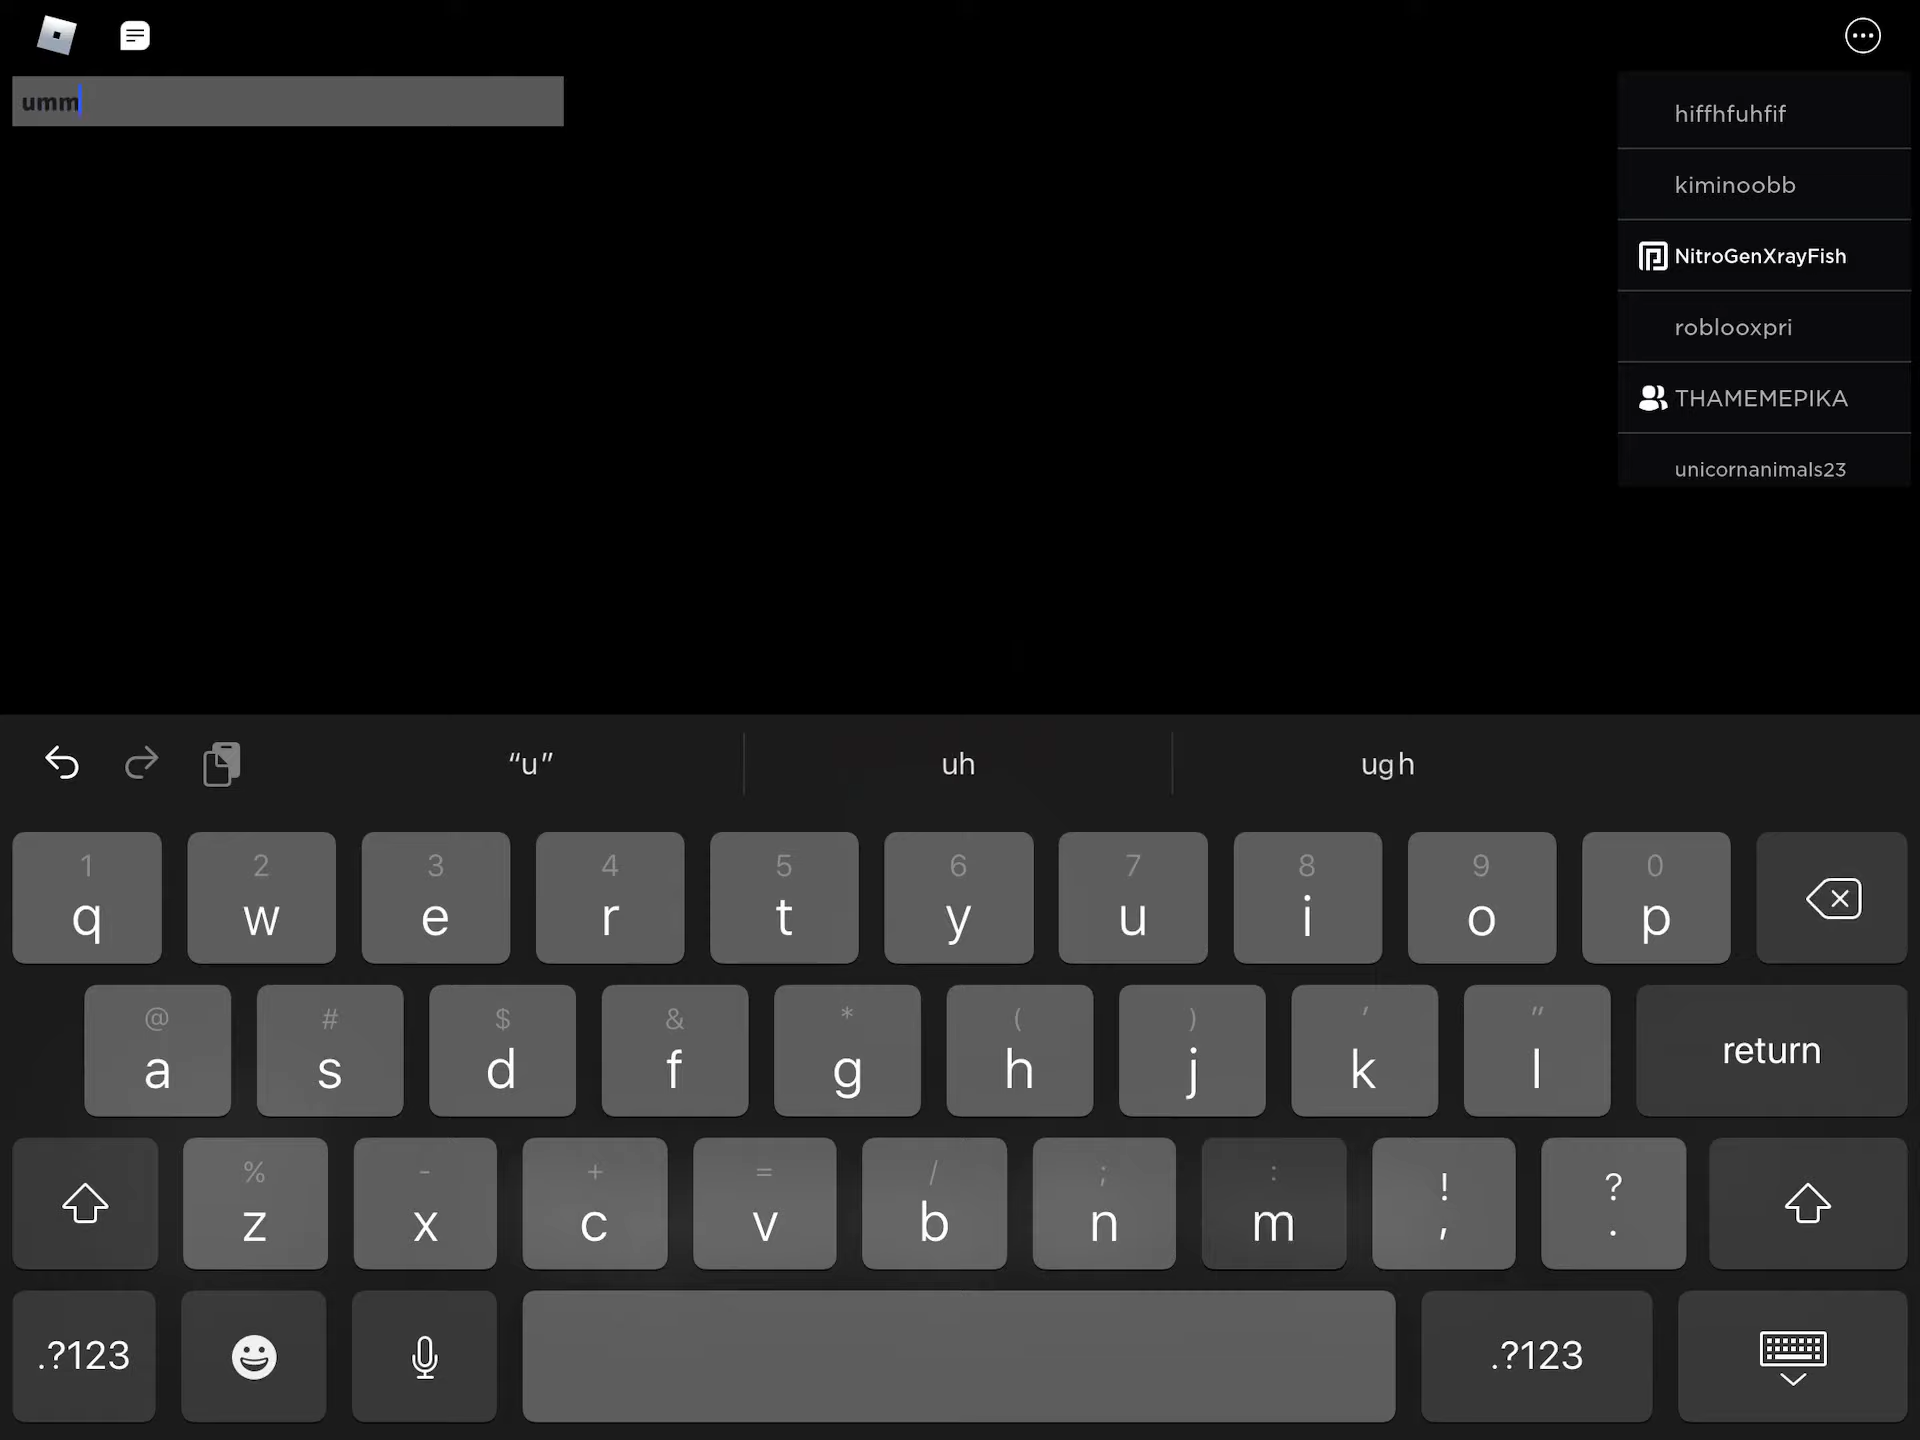 umm
hiffhfuhfif
kiminoobb
NitroGenXrayFish
roblooxpri
THAMEMEPIKA
unicornanimals23
“u” uh ugh
1 2 3 4 5 6 7 8 9 0
q w e r t y u i o p
@ # $ & * ( ) ' "
a s d f g h j k l return
% - + = / ; : ! ?
z x c v b n m , .
.?123 .?123